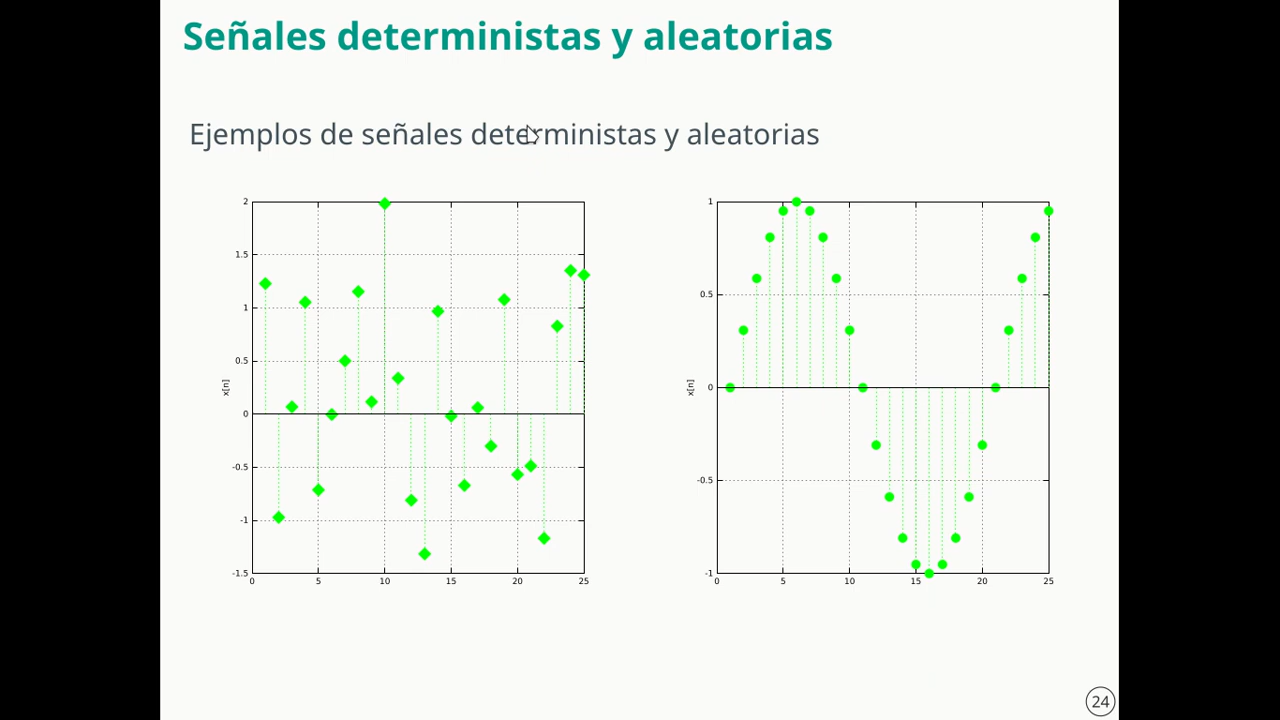 Señales deterministas y aleatorias
Ejemplos de señales deterministas y aleatorias
2
1.5
1
0.5
0
-0.5
-1
-1.5
x[n]
0 5 10 15 20 25
1
0.5
0
-0.5
-1
x[n]
0 5 10 15 20 25
24